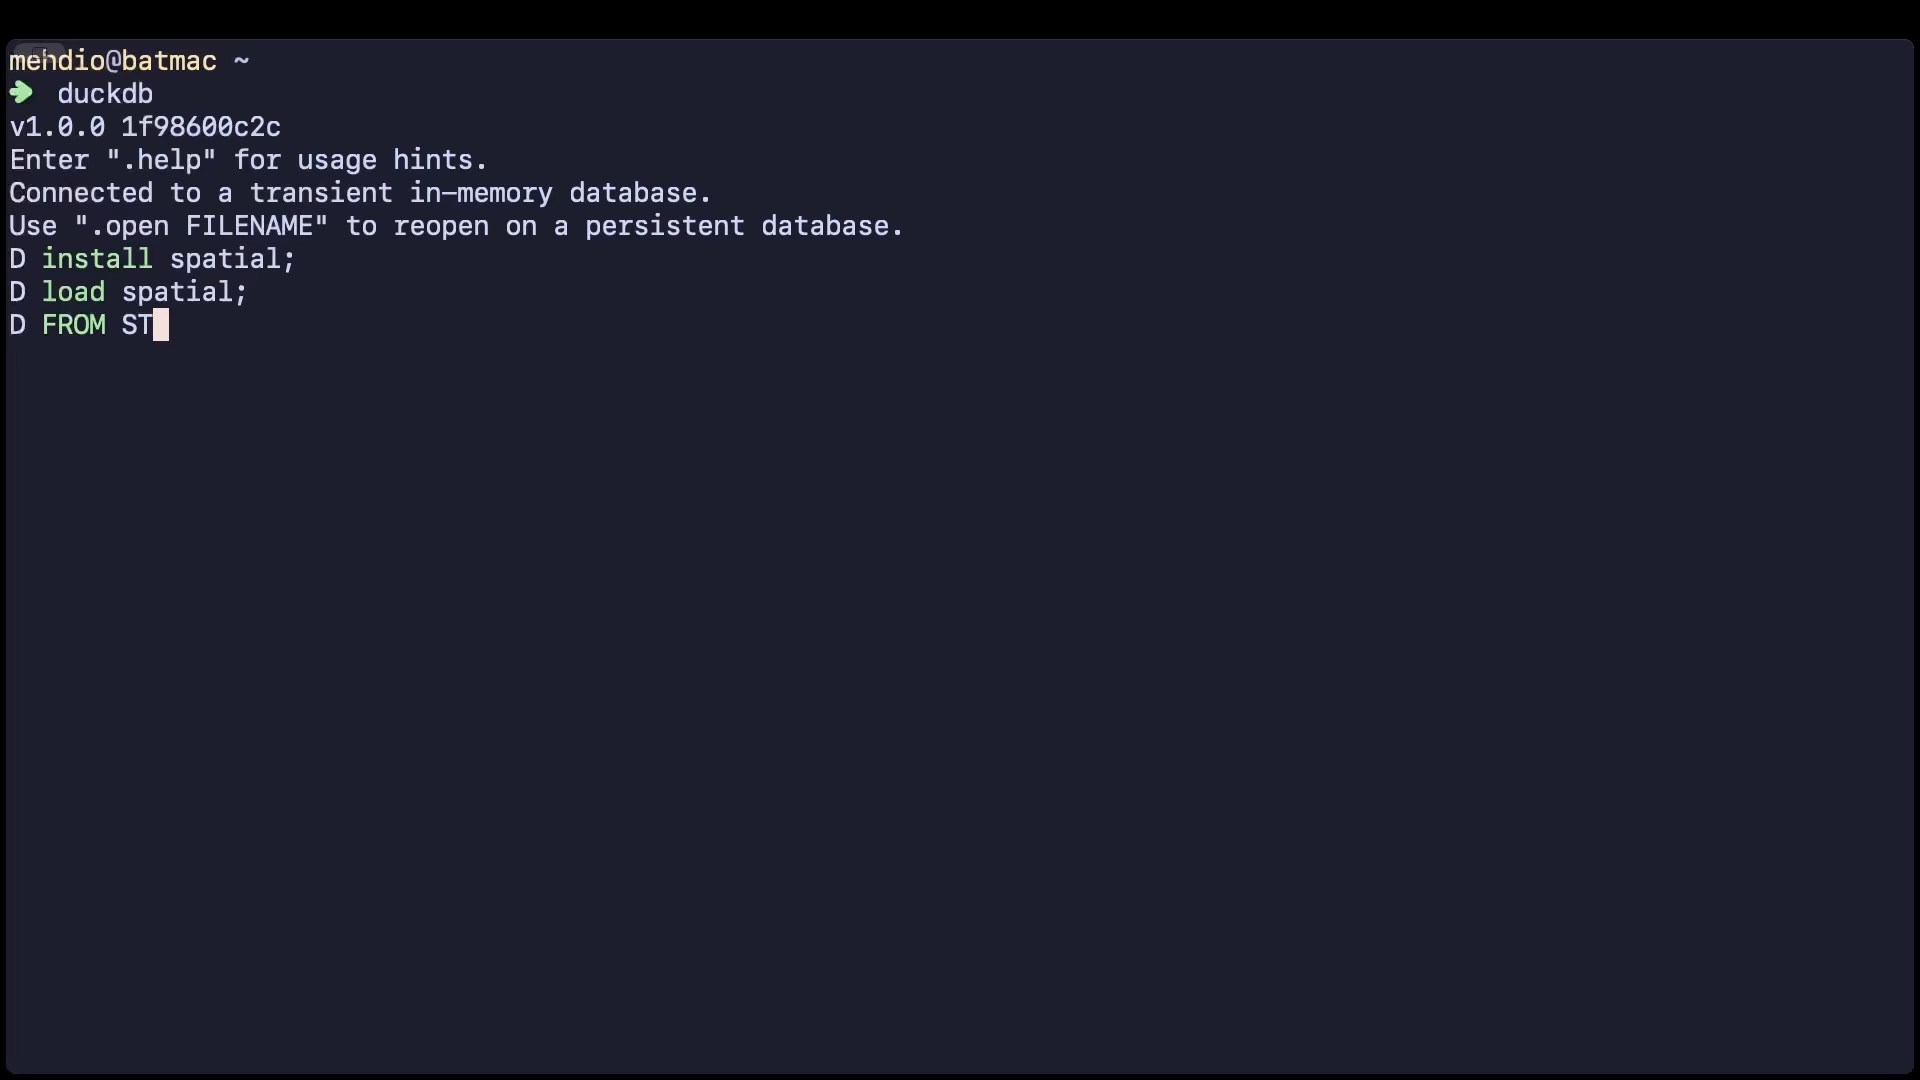 mehdio@batmac ~
➜ duckdb
v1.0.0 1f98600c2c
Enter ".help" for usage hints.
Connected to a transient in-memory database.
Use ".open FILENAME" to reopen on a persistent database.
D install spatial;
D load spatial;
D FROM ST